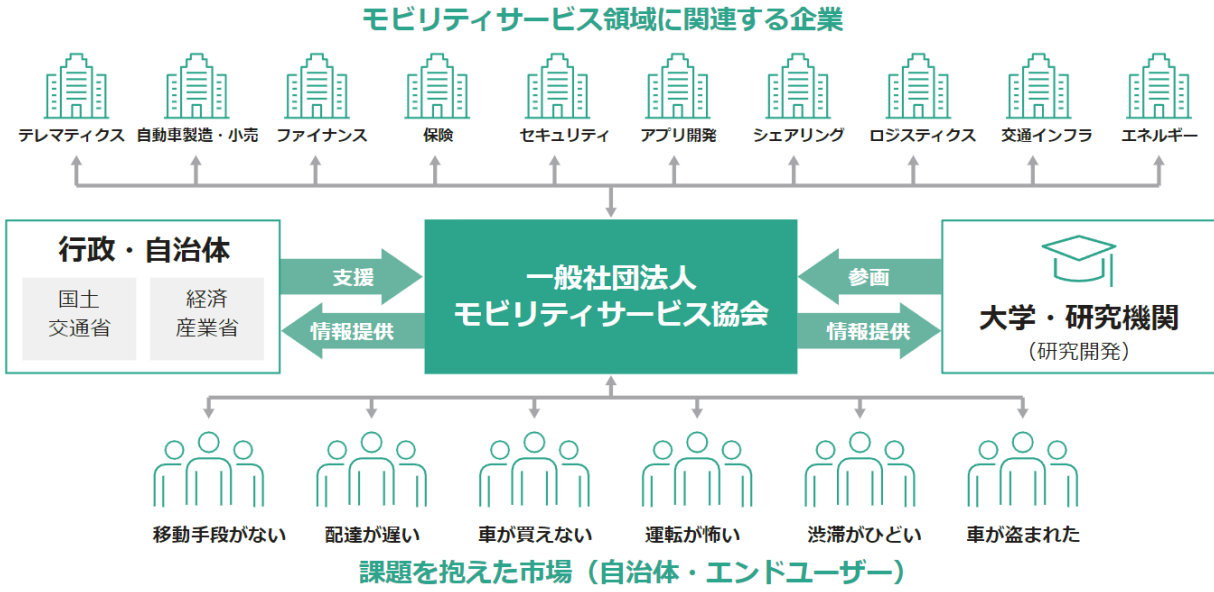 モビリティサービス領域に関連する企業
テレマティクス
自動車製造・小売
ファイナンス
保険
セキュリティ
アプリ開発
シェアリング
ロジスティクス
交通インフラ
エネルギー
行政・自治体
国土
交通省
経済
産業省
支援
情報提供
一般社団法人
モビリティサービス協会
参画
情報提供
大学・研究機関
（研究開発）
移動手段がない
配達が遅い
車が買えない
運転が怖い
渋滞がひどい
車が盗まれた
課題を抱えた市場（自治体・エンドユーザー）